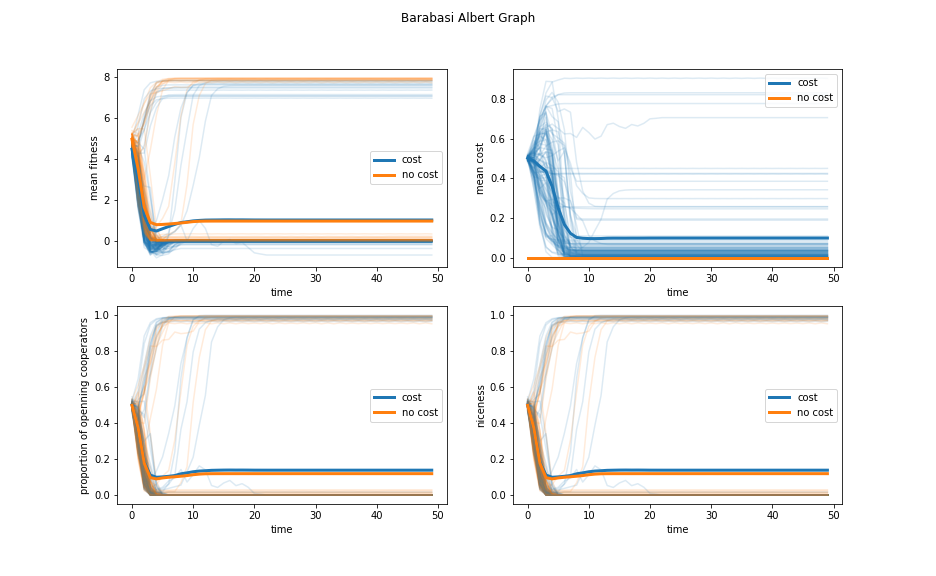 Barabasi Albert Graph
8
6
4
2
0
mean fitness
cost
no cost
0 10 20 30 40 50
time
0.8
0.6
0.4
0.2
0.0
mean cost
cost
no cost
0 10 20 30 40 50
time
1.0
0.8
0.6
0.4
0.2
0.0
proportion of openning cooperators
cost
no cost
0 10 20 30 40 50
time
1.0
0.8
0.6
0.4
0.2
0.0
niceness
cost
no cost
0 10 20 30 40 50
time